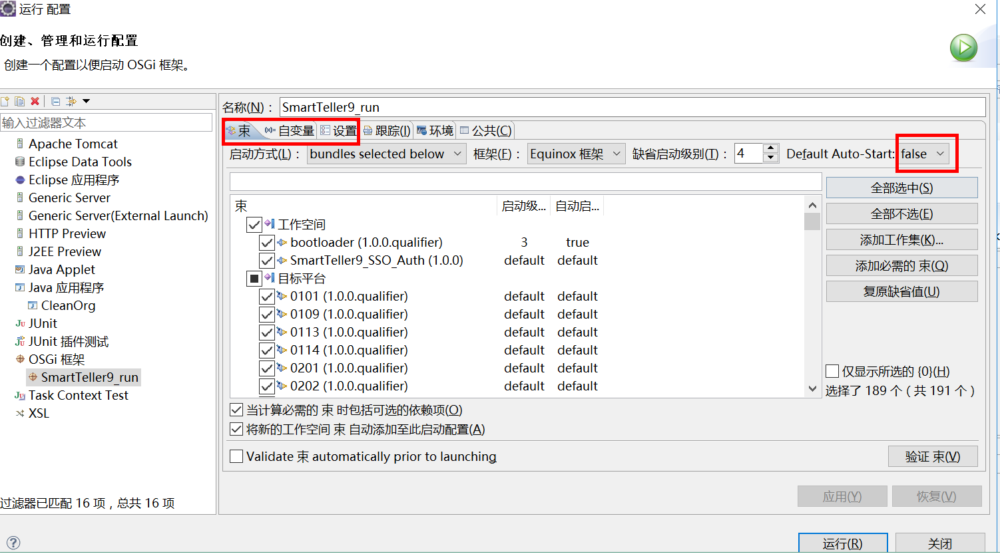 运行 配置
创建、管理和运行配置
创建一个配置以便启动 OSGi 框架。
输入过滤器文本
Apache Tomcat
Eclipse Data Tools
Eclipse 应用程序
Generic Server
Generic Server(External Launch)
HTTP Preview
J2EE Preview
Java Applet
Java 应用程序
CleanOrg
JUnit
JUnit 插件测试
OSGi 框架
SmartTeller9_run
Task Context Test
XSL
过滤器已匹配 16 项，总共 16 项
名称(N)： SmartTeller9_run
束 (x)= 自变量 设置 跟踪(I) 环境 公共(C)
启动方式(L)： bundles selected below 框架(F)： Equinox 框架 缺省启动级别(T)： 4 Default Auto-Start: false
束 启动级... 自动启...
工作空间
bootloader (1.0.0.qualifier) 3 true
SmartTeller9_SSO_Auth (1.0.0) default default
目标平台
0101 (1.0.0.qualifier) default default
0109 (1.0.0.qualifier) default default
0113 (1.0.0.qualifier) default default
0114 (1.0.0.qualifier) default default
0201 (1.0.0.qualifier) default default
0202 (1.0.0.qualifier) default default
全部选中(S)
全部不选(E)
添加工作集(K)...
添加必需的 束(Q)
复原缺省值(U)
仅显示所选的 {0}(H)
选择了 189 个（共 191 个）
当计算必需的 束 时包括可选的依赖项(O)
将新的工作空间 束 自动添加至此启动配置(A)
Validate 束 automatically prior to launching
验证 束(V)
应用(Y) 恢复(V)
运行(R) 关闭